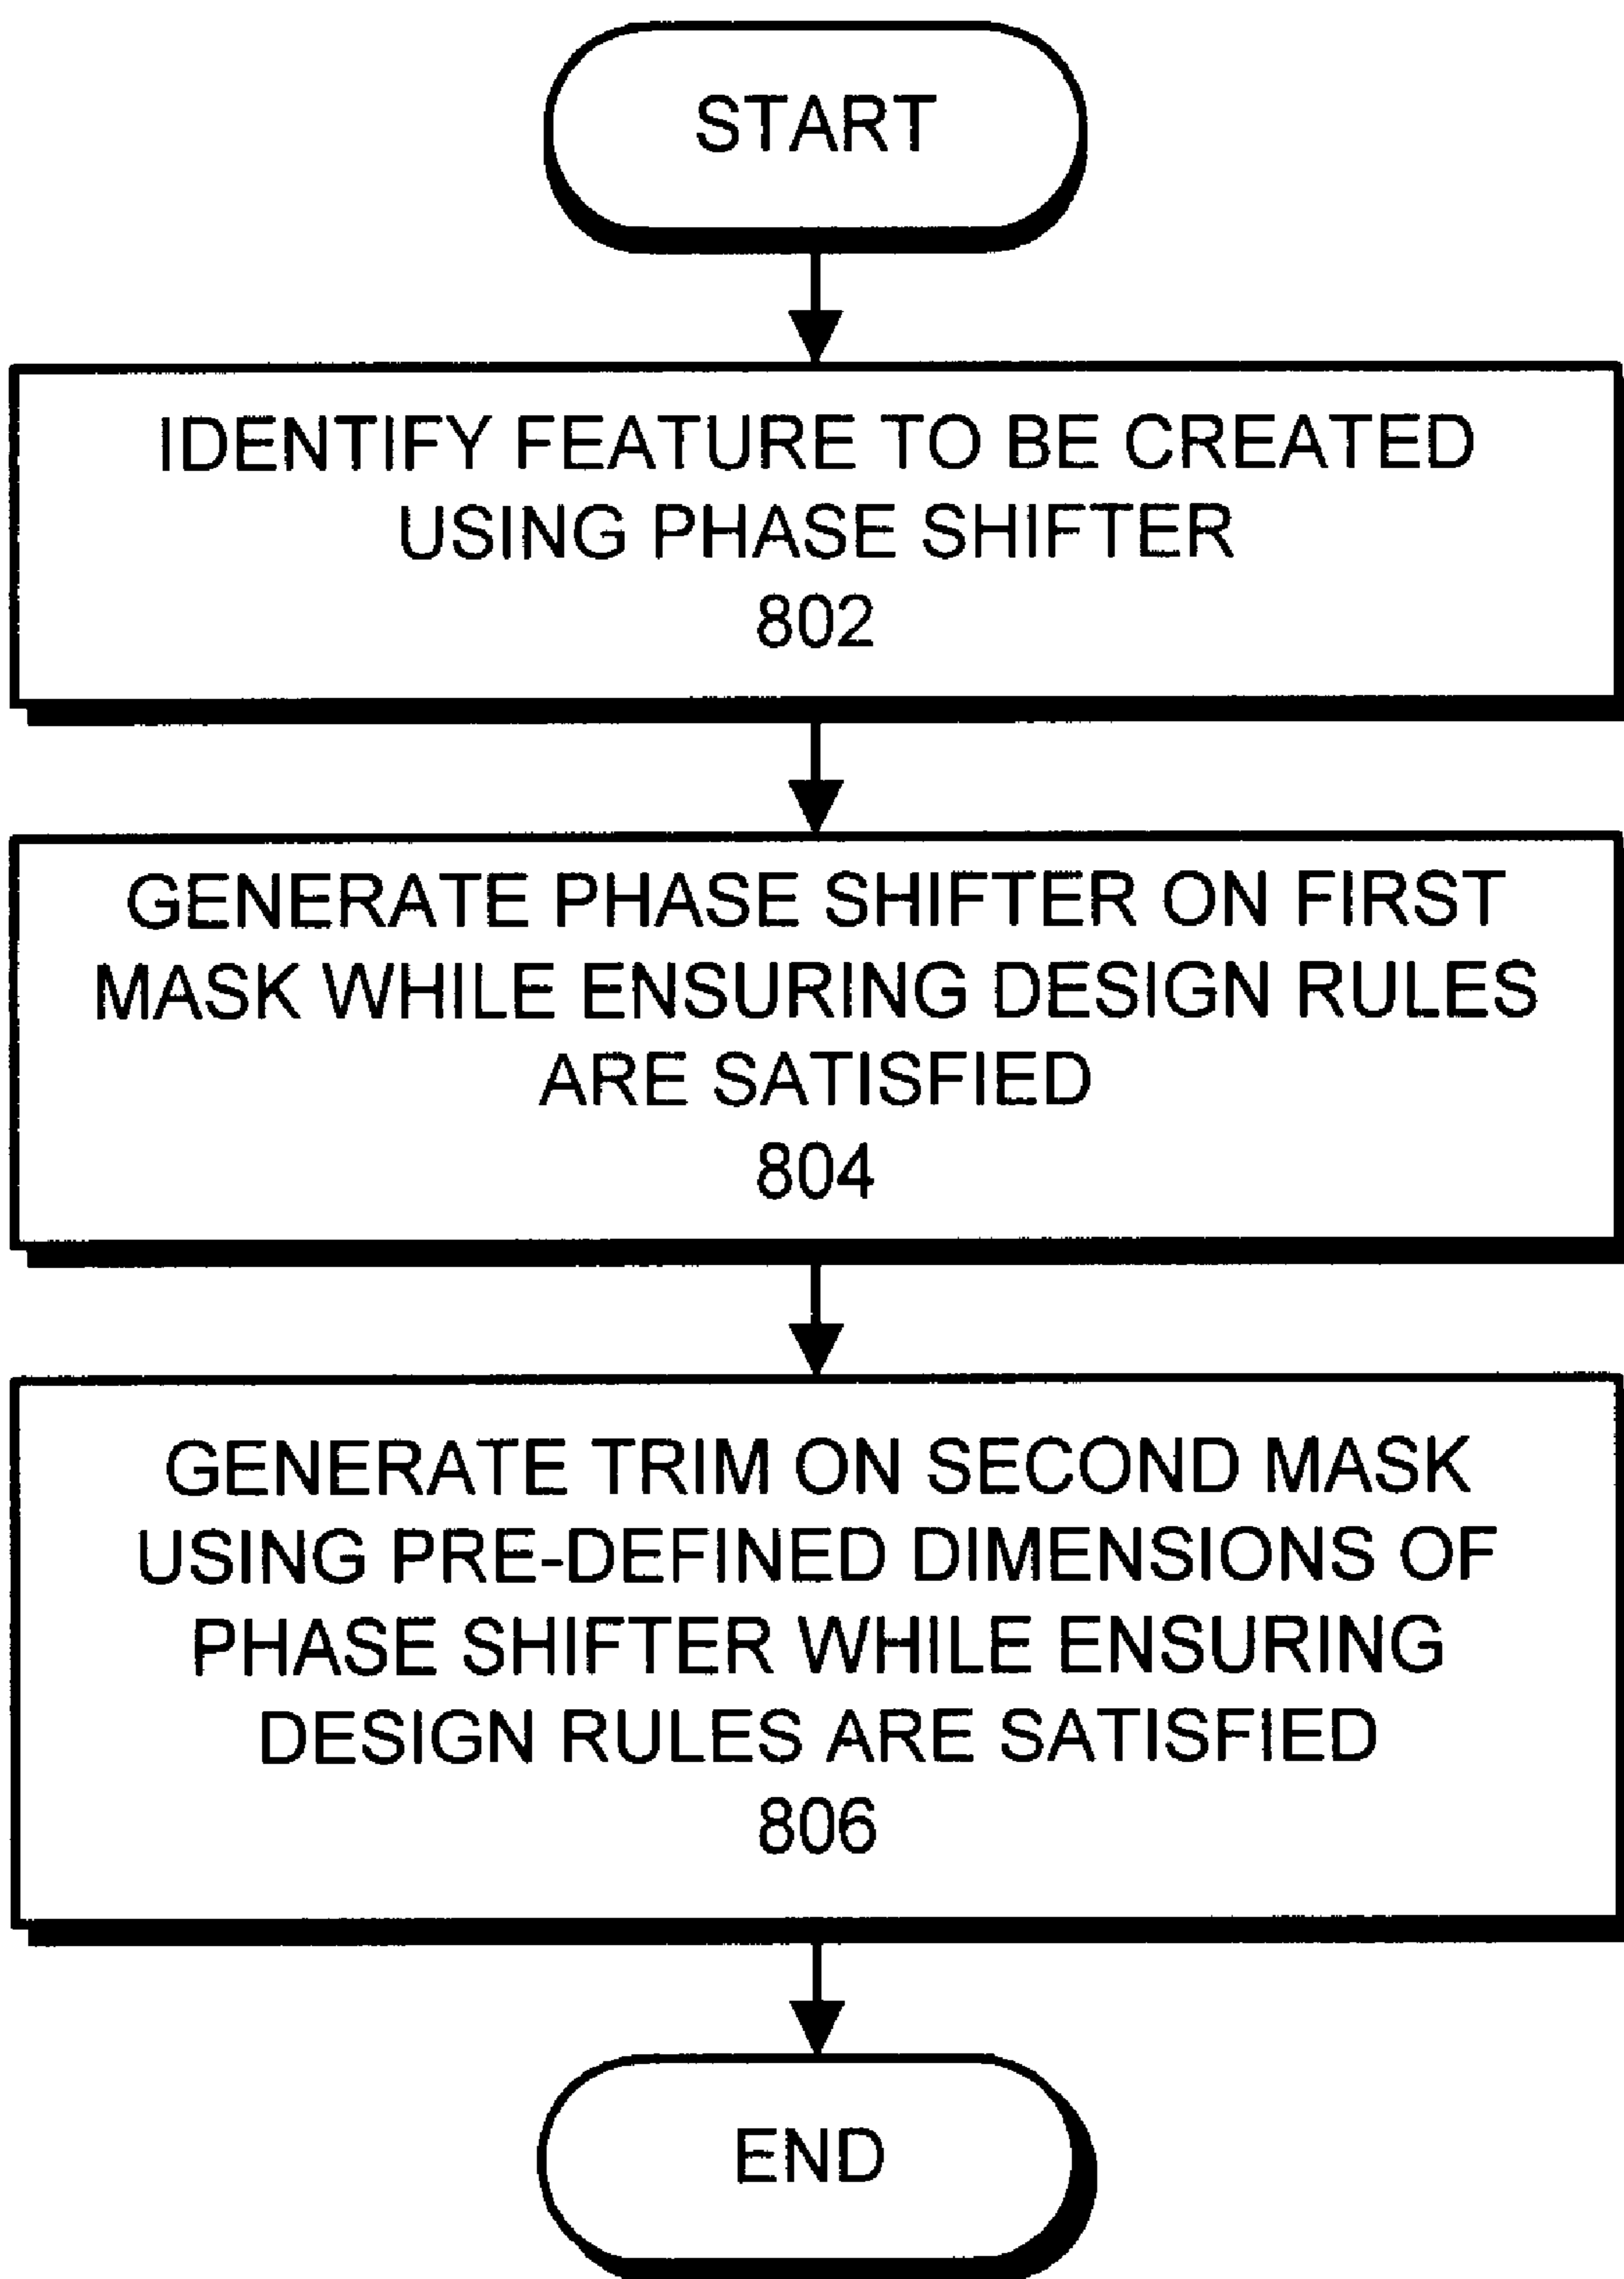 START
IDENTIFY FEATURE TO BE CREATED
USING PHASE SHIFTER
802
GENERATE PHASE SHIFTER ON FIRST
MASK WHILE ENSURING DESIGN RULES
ARE SATISFIED
804
GENERATE TRIM ON SECOND MASK
USING PRE-DEFINED DIMENSIONS OF
PHASE SHIFTER WHILE ENSURING
DESIGN RULES ARE SATISFIED
806
END